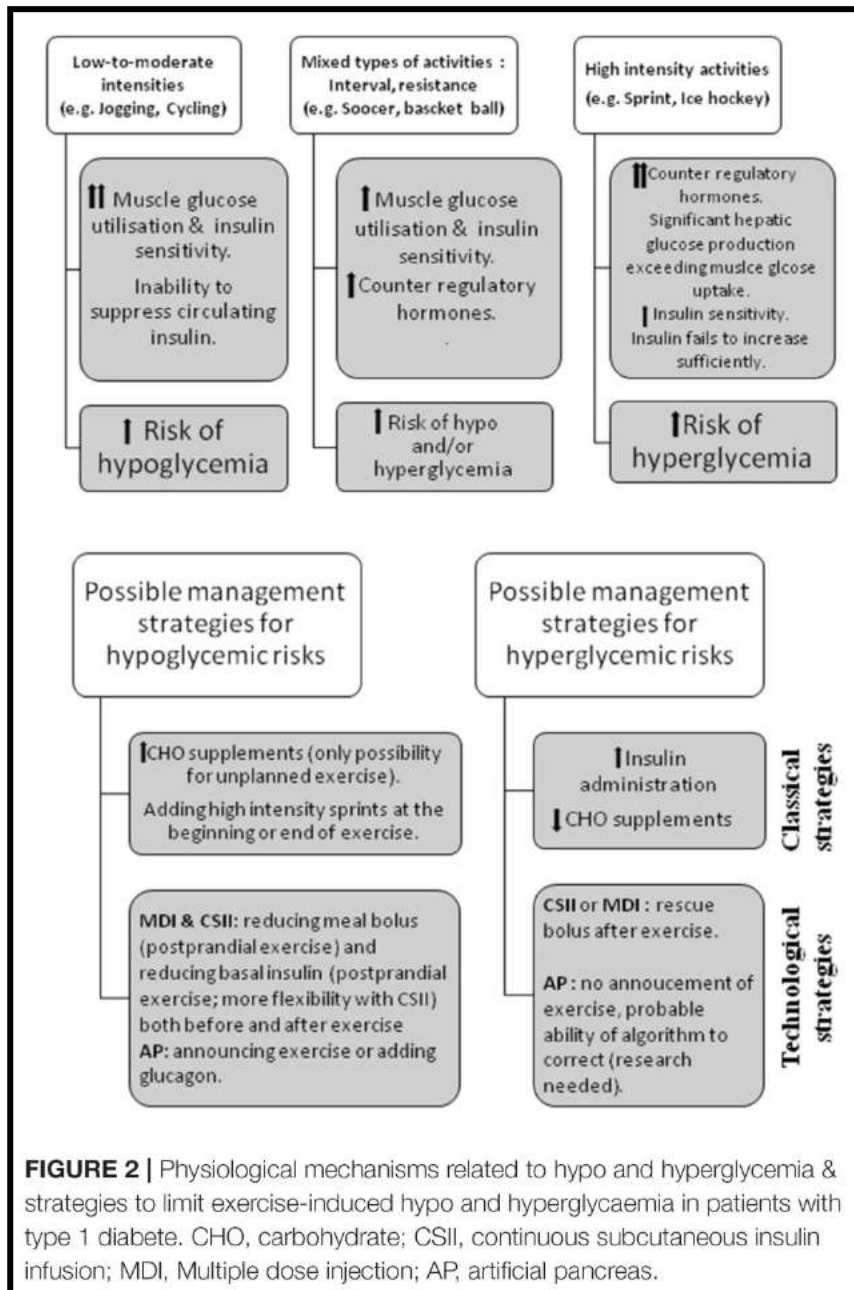 Low-to-moderate
intensities
(e.g. Jogging, Cycling)
Muscle glucose
utilisation & insulin
sensitivity.
Inability to
suppress circulating
insulin.
Risk of
hypoglycemia
Mixed types of activities :
Interval, resistance
(e.g. Soocer, bascket ball)
Muscle glucose
utilisation & insulin
sensitivity.
Counter regulatory
hormones.
.
Risk of hypo
and/or
hyperglycemia
High intensity activities
(e.g. Sprint, Ice hockey)
Counter regulatory
hormones.
Significant hepatic
glucose production
exceeding muslce glcose
uptake.
Insulin sensitivity.
Insulin fails to increase
sufficiently.
Risk of
hyperglycemia
Possible management
strategies for
hypoglycemic risks
CHO supplements (only possibility
for unplanned exercise).
Adding high intensity sprints at the
beginning or end of exercise.
MDI & CSII: reducing meal bolus
(postprandial exercise) and
reducing basal insulin (postprandial
exercise; more flexibility with CSII)
both before and after exercise
AP: announcing exercise or adding
glucagon.
Possible management
strategies for
hyperglycemic risks
Insulin
administration
CHO supplements
CSII or MDI : rescue
bolus after exercise.
AP : no annoucement of
exercise, probable
ability of algorithm to
correct (research
needed).
Classical
strategies
Technological
strategies
FIGURE 2 | Physiological mechanisms related to hypo and hyperglycemia &
strategies to limit exercise-induced hypo and hyperglycaemia in patients with
type 1 diabete. CHO, carbohydrate; CSII, continuous subcutaneous insulin
infusion; MDI, Multiple dose injection; AP, artificial pancreas.